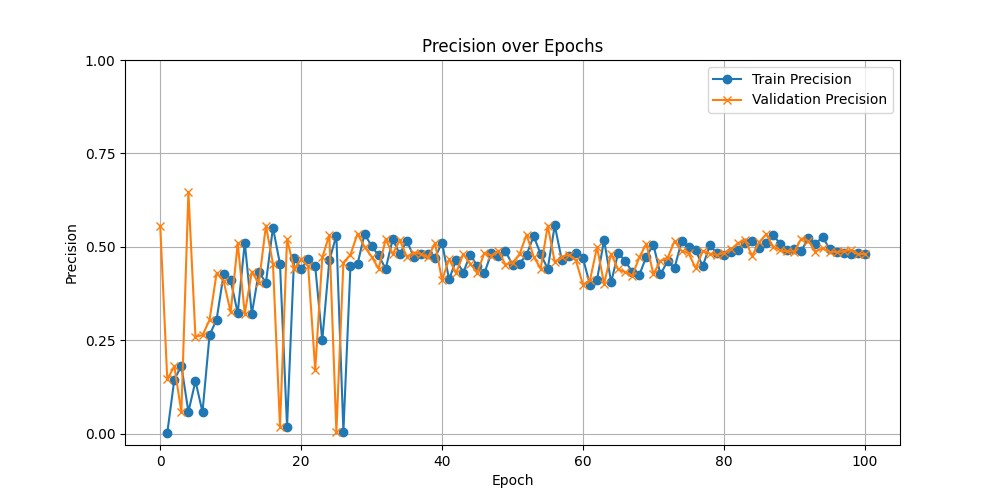 Precision over Epochs
1.00
0.75
0.50
0.25
0.00
Precision
Train Precision
Validation Precision
0
20
40
60
80
100
Epoch